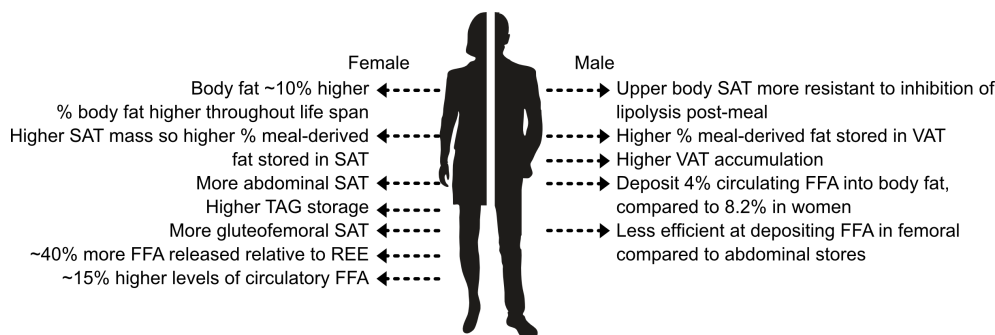 Female
Body fat ~10% higher
% body fat higher throughout life span
Higher SAT mass so higher % meal-derived
fat stored in SAT
More abdominal SAT
Higher TAG storage
More gluteofemoral SAT
~40% more FFA released relative to REE
~15% higher levels of circulatory FFA
Male
Upper body SAT more resistant to inhibition of
lipolysis post-meal
Higher % meal-derived fat stored in VAT
Higher VAT accumulation
Deposit 4% circulating FFA into body fat,
compared to 8.2% in women
Less efficient at depositing FFA in femoral
compared to abdominal stores